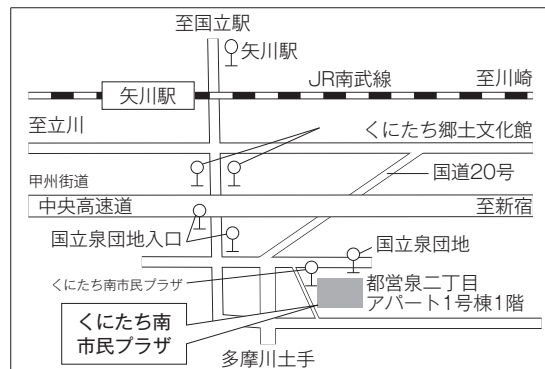 至国立駅
矢川駅
JR南武線
至川崎
矢川駅
至立川
くにたち郷土文化館
甲州街道
国道20号
中央高速道
至新宿
国立泉団地入口
国立泉団地
くにたち南市民プラザ
都営泉二丁目
アパート1号棟1階
くにたち南
市民プラザ
多摩川土手